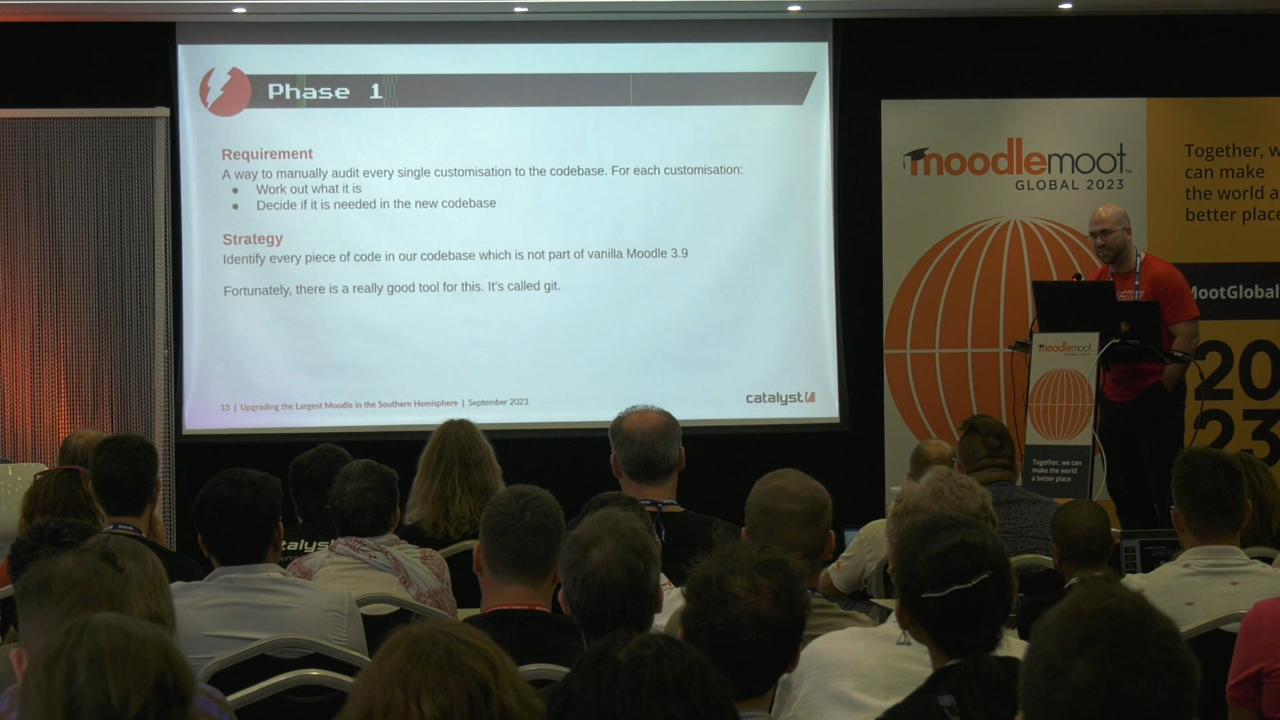 Phase 1
Requirement
A way to manually audit every single customisation to the codebase. For each customisation:
● Work out what it is
● Decide if it is needed in the new codebase
Strategy
Identify every piece of code in our codebase which is not part of vanilla Moodle 3.9
Fortunately, there is a really good tool for this. It's called git.
33 | Upgrading the Largest Moodle in the Southern Hemisphere | September 2023
catalyst
moodlemoot™
GLOBAL 2023
Together, w
can make
the world a
better place
MootGlobal
20
23
moodlemoot
GLOBAL 2023
Together, we can
make the world
a better place
talys